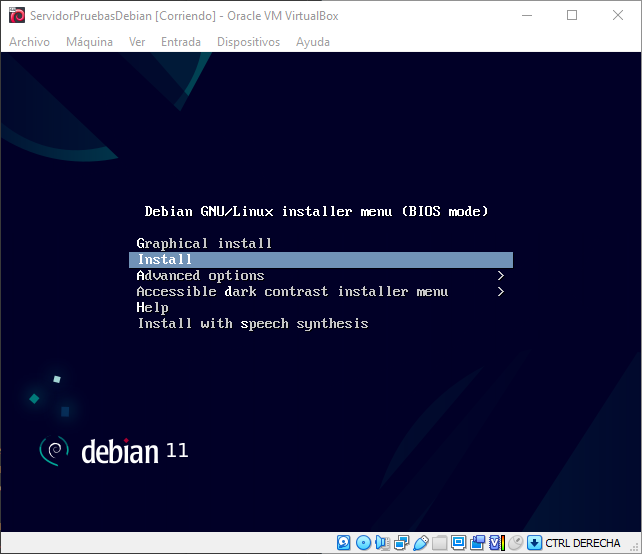 ServidorPruebasDebian [Corriendo] - Oracle VM VirtualBox
Archivo Máquina Ver Entrada Dispositivos Ayuda
Debian GNU/Linux installer menu (BIOS mode)
Graphical install
Install
Advanced options >
Accessible dark contrast installer menu >
Help
Install with speech synthesis
debian 11
CTRL DERECHA